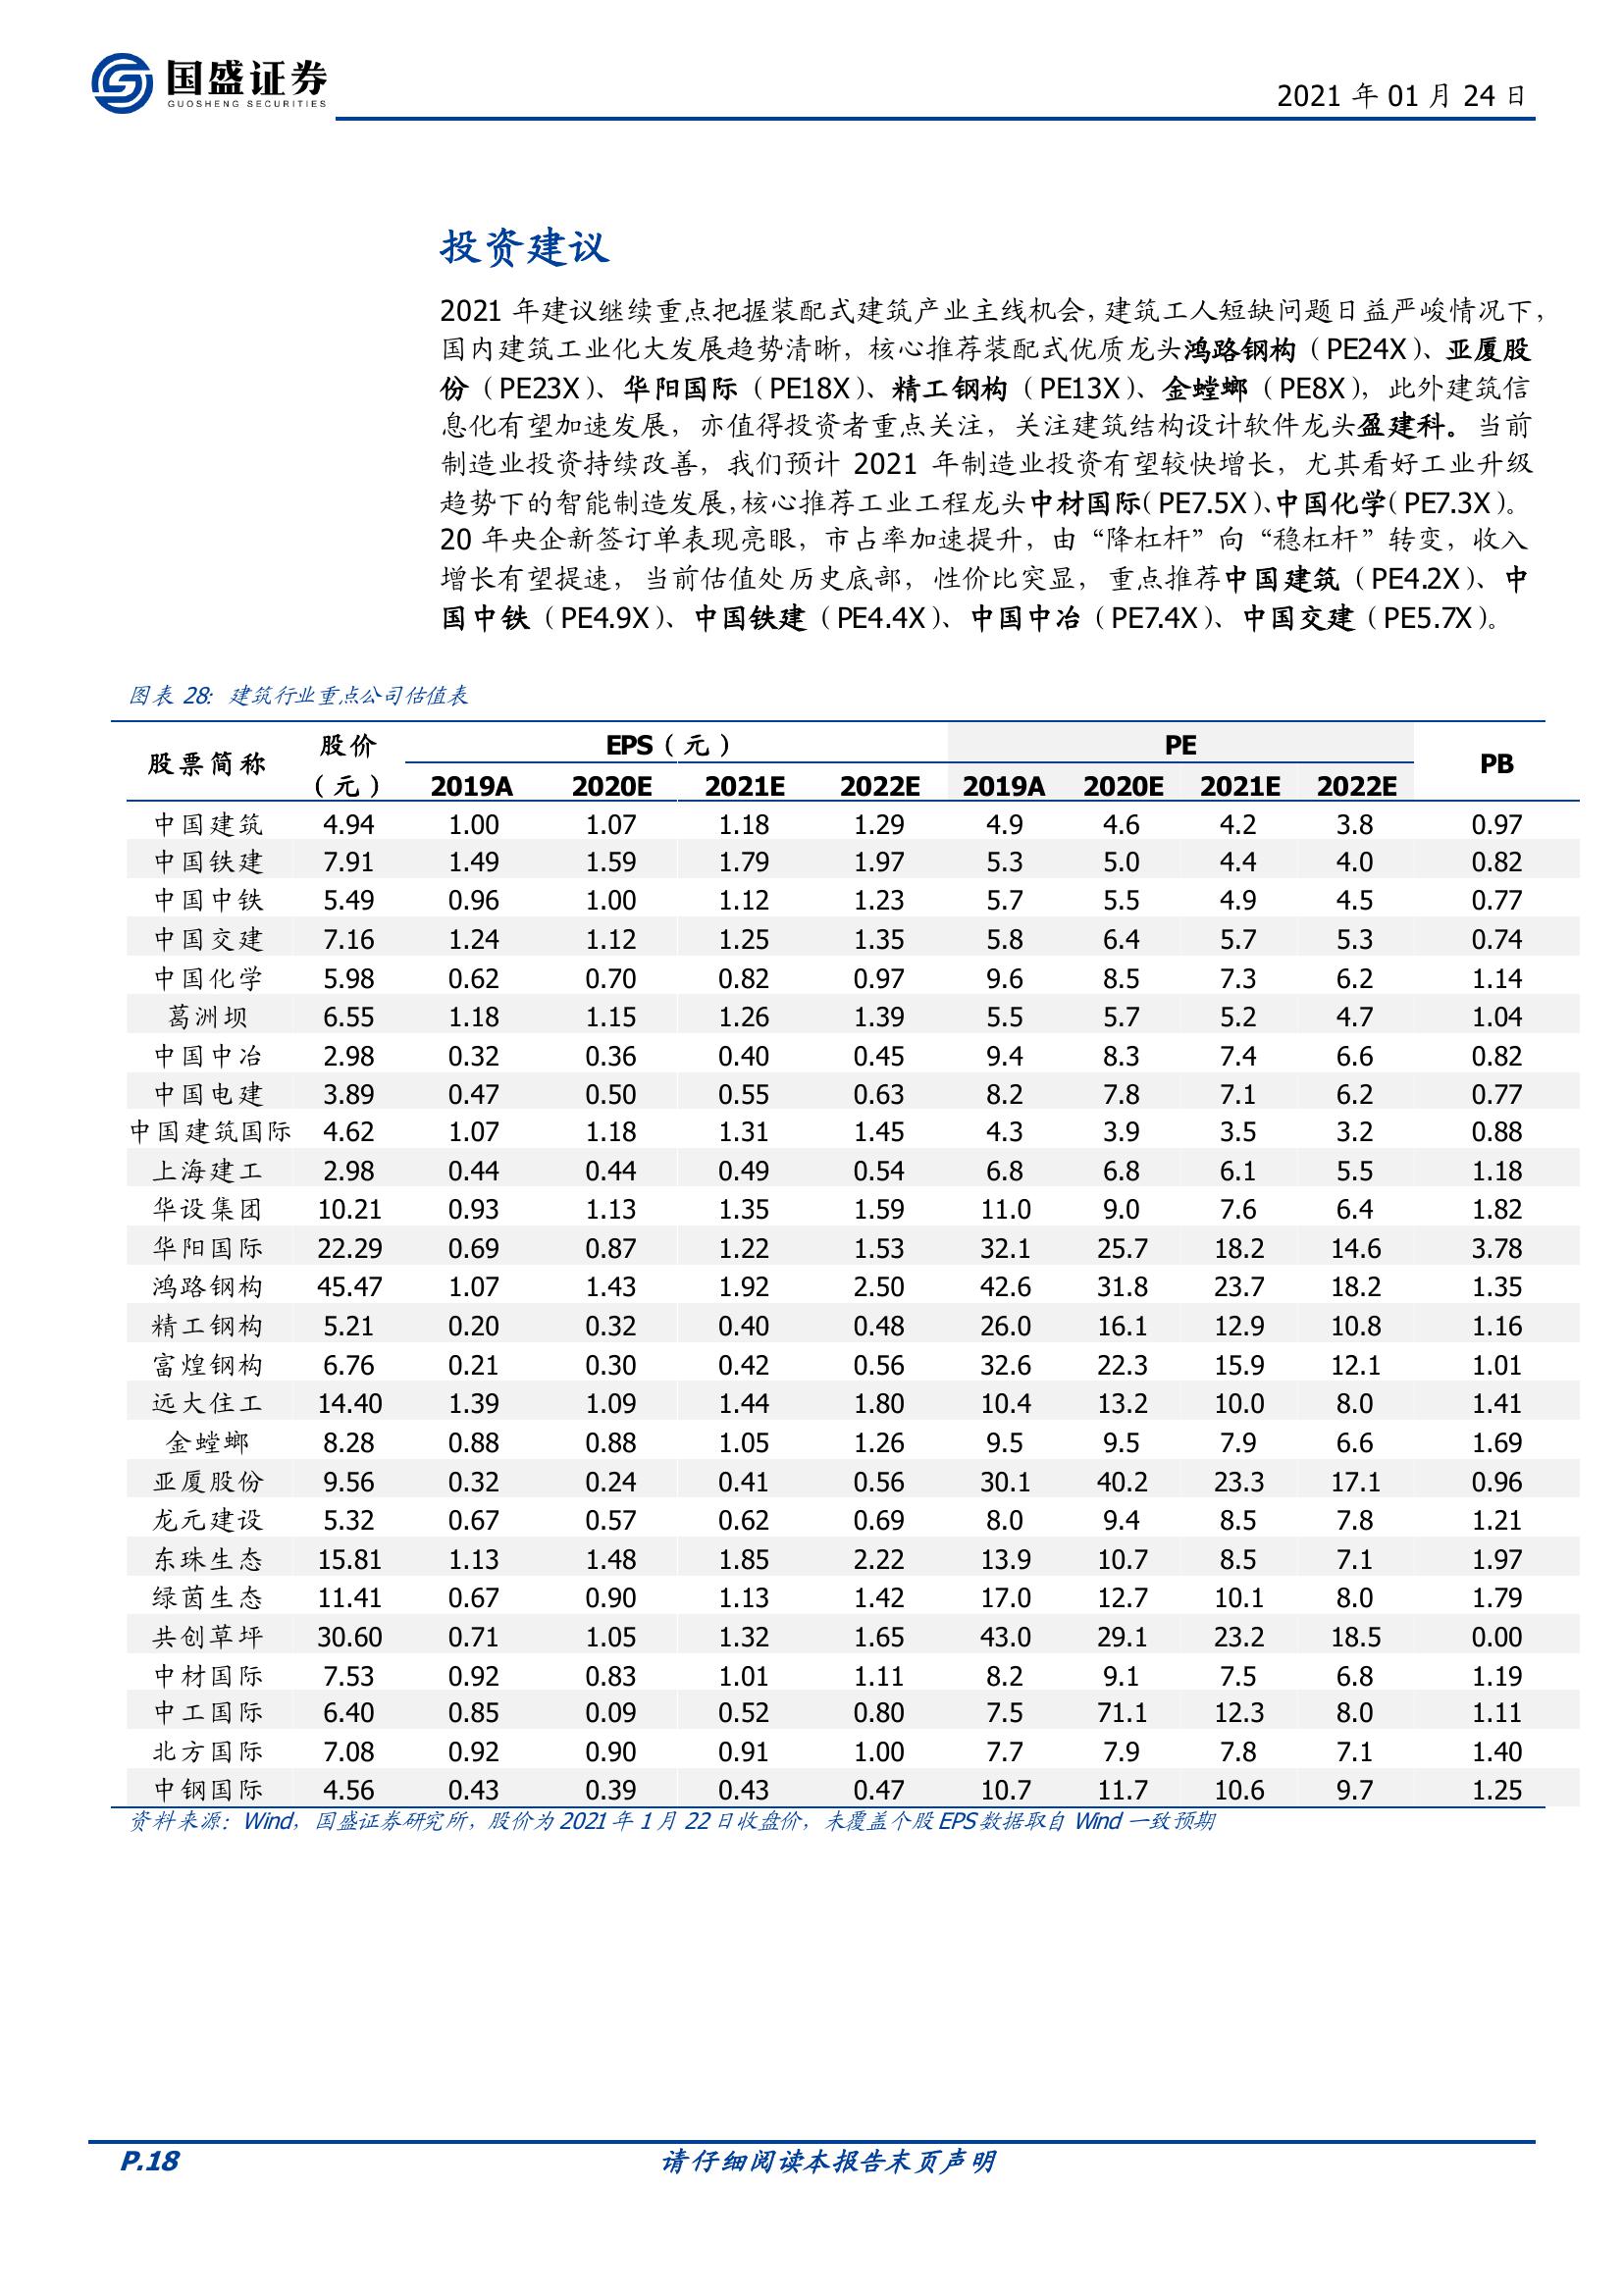 国盛证券
GUOSHENG SECURITIES
2021 年 01 月 24 日
投资建议
2021 年建议继续重点把握装配式建筑产业主线机会，建筑工人短缺问题日益严峻情况下，
国内建筑工业化大发展趋势清晰，核心推荐装配式优质龙头鸿路钢构（PE24X）、亚厦股
份（PE23X）、华阳国际（PE18X）、精工钢构（PE13X）、金螳螂（PE8X），此外建筑信
息化有望加速发展，亦值得投资者重点关注，关注建筑结构设计软件龙头盈建科。当前
制造业投资持续改善，我们预计 2021 年制造业投资有望较快增长，尤其看好工业升级
趋势下的智能制造发展，核心推荐工业工程龙头中材国际（PE7.5X）、中国化学（PE7.3X）。
20 年央企新签订单表现亮眼，市占率加速提升，由“降杠杆”向“稳杠杆”转变，收入
增长有望提速，当前估值处历史底部，性价比突显，重点推荐中国建筑（PE4.2X）、中
国中铁（PE4.9X）、中国铁建（PE4.4X）、中国中冶（PE7.4X）、中国交建（PE5.7X）。
图表 28: 建筑行业重点公司估值表
股票简称 股价（元） EPS（元） PE PB
2019A 2020E 2021E 2022E 2019A 2020E 2021E 2022E
中国建筑 4.94 1.00 1.07 1.18 1.29 4.9 4.6 4.2 3.8 0.97
中国铁建 7.91 1.49 1.59 1.79 1.97 5.3 5.0 4.4 4.0 0.82
中国中铁 5.49 0.96 1.00 1.12 1.23 5.7 5.5 4.9 4.5 0.77
中国交建 7.16 1.24 1.12 1.25 1.35 5.8 6.4 5.7 5.3 0.74
中国化学 5.98 0.62 0.70 0.82 0.97 9.6 8.5 7.3 6.2 1.14
葛洲坝 6.55 1.18 1.15 1.26 1.39 5.5 5.7 5.2 4.7 1.04
中国中冶 2.98 0.32 0.36 0.40 0.45 9.4 8.3 7.4 6.6 0.82
中国电建 3.89 0.47 0.50 0.55 0.63 8.2 7.8 7.1 6.2 0.77
中国建筑国际 4.62 1.07 1.18 1.31 1.45 4.3 3.9 3.5 3.2 0.88
上海建工 2.98 0.44 0.44 0.49 0.54 6.8 6.8 6.1 5.5 1.18
华设集团 10.21 0.93 1.13 1.35 1.59 11.0 9.0 7.6 6.4 1.82
华阳国际 22.29 0.69 0.87 1.22 1.53 32.1 25.7 18.2 14.6 3.78
鸿路钢构 45.47 1.07 1.43 1.92 2.50 42.6 31.8 23.7 18.2 1.35
精工钢构 5.21 0.20 0.32 0.40 0.48 26.0 16.1 12.9 10.8 1.16
富煌钢构 6.76 0.21 0.30 0.42 0.56 32.6 22.3 15.9 12.1 1.01
远大住工 14.40 1.39 1.09 1.44 1.80 10.4 13.2 10.0 8.0 1.41
金螳螂 8.28 0.88 0.88 1.05 1.26 9.5 9.5 7.9 6.6 1.69
亚厦股份 9.56 0.32 0.24 0.41 0.56 30.1 40.2 23.3 17.1 0.96
龙元建设 5.32 0.67 0.57 0.62 0.69 8.0 9.4 8.5 7.8 1.21
东珠生态 15.81 1.13 1.48 1.85 2.22 13.9 10.7 8.5 7.1 1.97
绿茵生态 11.41 0.67 0.90 1.13 1.42 17.0 12.7 10.1 8.0 1.79
共创草坪 30.60 0.71 1.05 1.32 1.65 43.0 29.1 23.2 18.5 0.00
中材国际 7.53 0.92 0.83 1.01 1.11 8.2 9.1 7.5 6.8 1.19
中工国际 6.40 0.85 0.09 0.52 0.80 7.5 71.1 12.3 8.0 1.11
北方国际 7.08 0.92 0.90 0.91 1.00 7.7 7.9 7.8 7.1 1.40
中钢国际 4.56 0.43 0.39 0.43 0.47 10.7 11.7 10.6 9.7 1.25
资料来源：Wind，国盛证券研究所，股价为 2021 年 1 月 22 日收盘价，未覆盖个股 EPS 数据取自 Wind 一致预期
P.18 请仔细阅读本报告末页声明